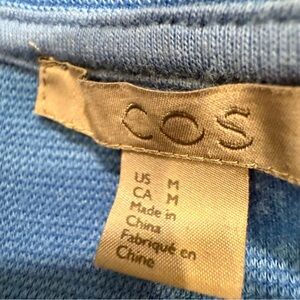 COS
US M
CA M
Made in
China
Fabriqué en
Chine